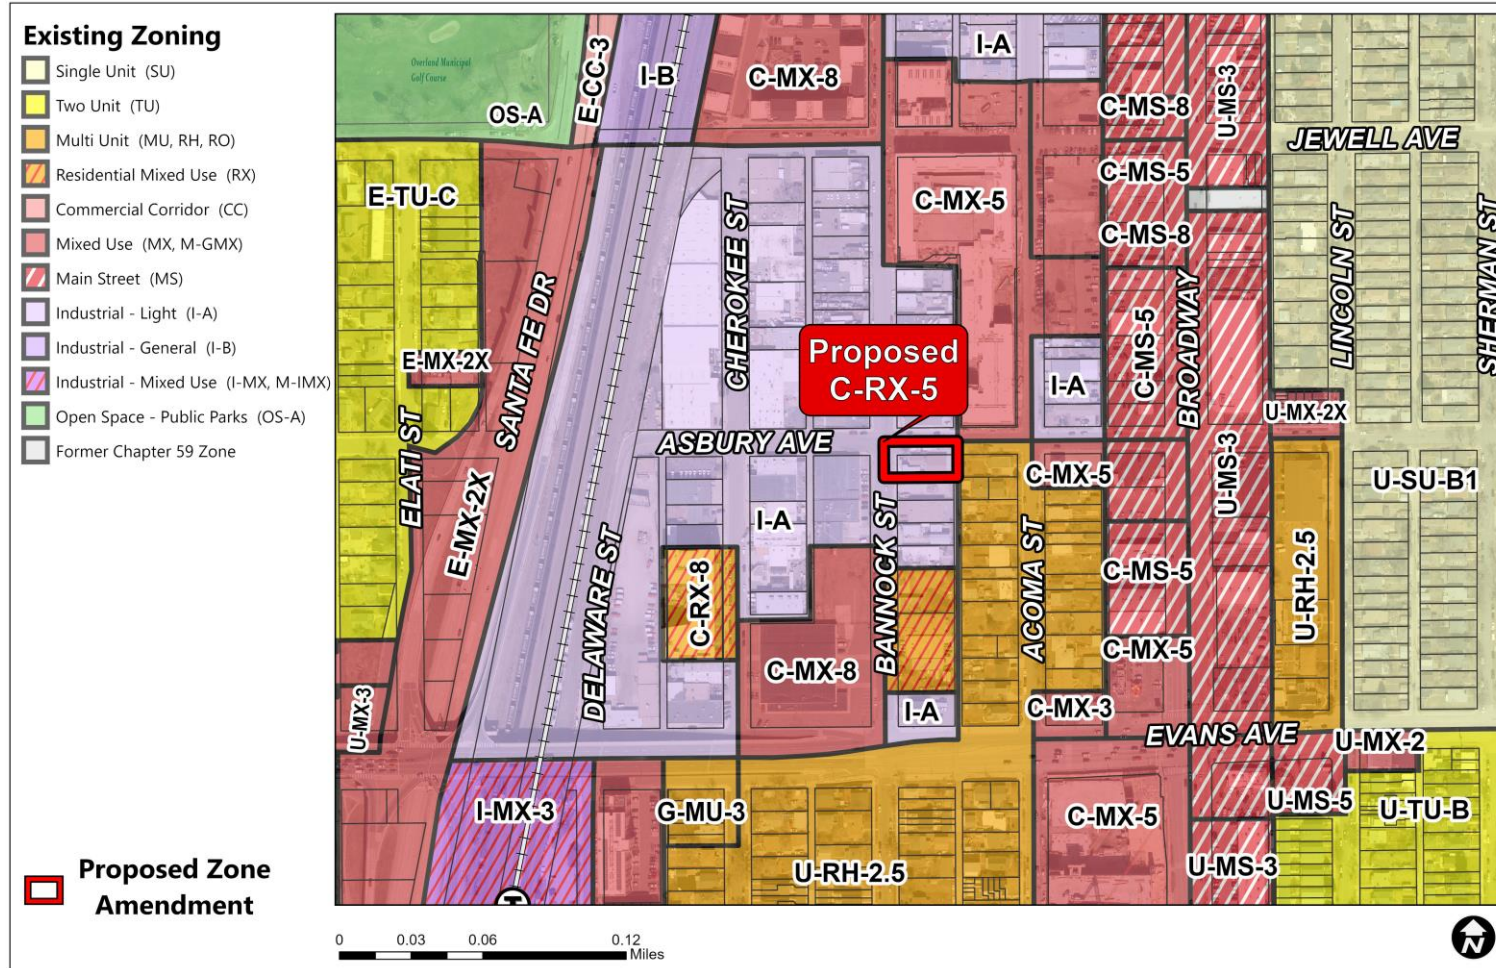 Existing Zoning
Single Unit (SU)
Two Unit (TU)
Multi Unit (MU, RH, RO)
Residential Mixed Use (RX)
Commercial Corridor (CC)
Mixed Use (MX, M-GMX)
Main Street (MS)
Industrial - Light (I-A)
Industrial - General (I-B)
Industrial - Mixed Use (I-MX, M-IMX)
Open Space - Public Parks (OS-A)
Former Chapter 59 Zone
Proposed Zone
Amendment
Overland Municipal
Golf Course
OS-A
E-CC-3
I-B
C-MX-8
I-A
C-MS-8
U-MS-3
JEWELL AVE
E-TU-C
CHEROKEE ST
C-MX-5
C-MS-5
C-MS-8
LINCOLN ST
SHERMAN ST
SANTA FE DR
E-MX-2X
Proposed
C-RX-5
I-A
C-MS-5
BROADWAY
U-MX-2X
ELATI ST
ASBURY AVE
E-MX-2X
DELAWARE ST
I-A
BANNOCK ST
ACOMA ST
C-MX-5
U-MS-3
U-SU-B1
C-RX-8
C-MS-5
U-RH-2.5
C-MX-8
C-MX-5
U-MX-3
I-A
C-MX-3
EVANS AVE
U-MX-2
I-MX-3
G-MU-3
U-RH-2.5
C-MX-5
U-MS-5
U-TU-B
U-MS-3
T
0 0.03 0.06 0.12
Miles
N